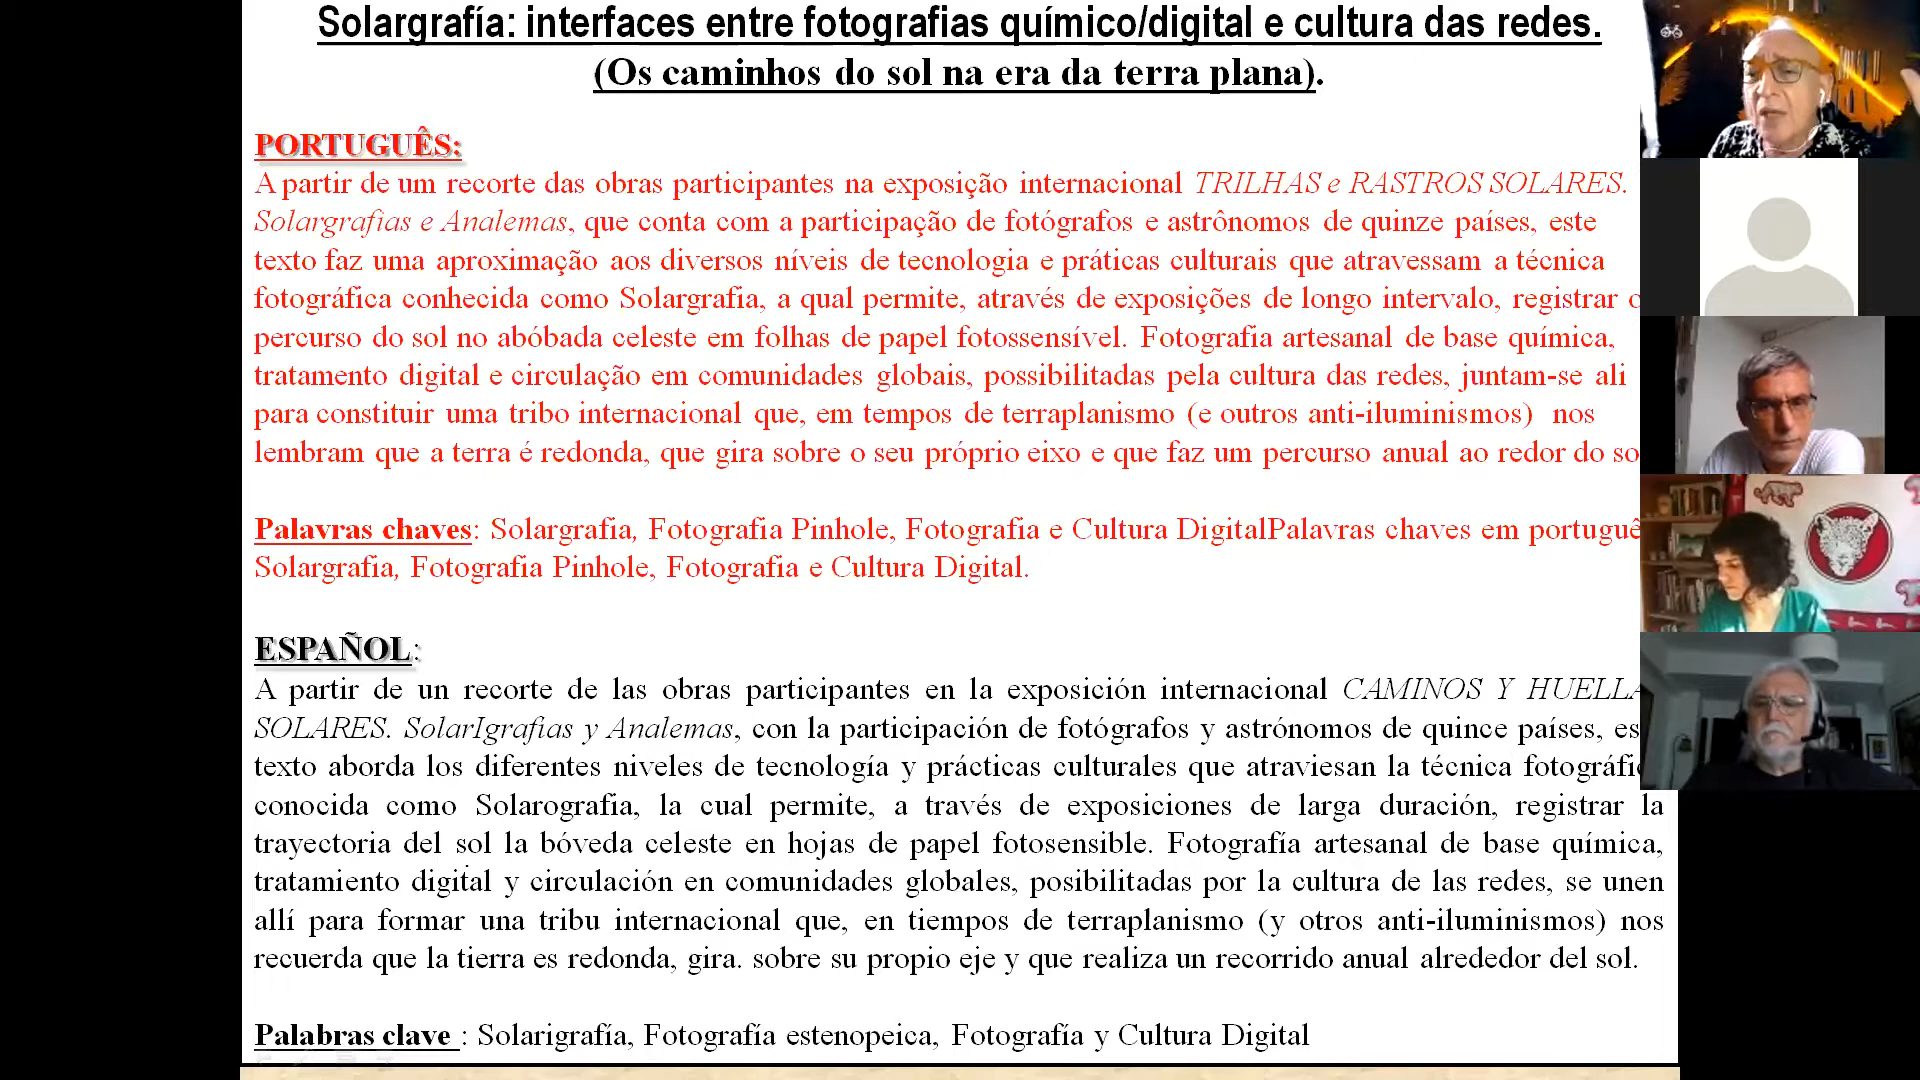 Solargrafía: interfaces entre fotografias químico/digital e cultura das redes.
(Os caminhos do sol na era da terra plana).
PORTUGUÊS:
A partir de um recorte das obras participantes na exposição internacional TRILHAS e RASTROS SOLARES.
Solargrafias e Analemas, que conta com a participação de fotógrafos e astrônomos de quinze países, este
texto faz uma aproximação aos diversos níveis de tecnologia e práticas culturais que atravessam a técnica
fotográfica conhecida como Solargrafia, a qual permite, através de exposições de longo intervalo, registrar o
percurso do sol no abóbada celeste em folhas de papel fotossensível. Fotografia artesanal de base química,
tratamento digital e circulação em comunidades globais, possibilitadas pela cultura das redes, juntam-se ali
para constituir uma tribo internacional que, em tempos de terraplanismo (e outros anti-iluminismos) nos
lembram que a terra é redonda, que gira sobre o seu próprio eixo e que faz um percurso anual ao redor do so
Palavras chaves: Solargrafia, Fotografia Pinhole, Fotografia e Cultura DigitalPalavras chaves em portuguê
Solargrafia, Fotografia Pinhole, Fotografia e Cultura Digital.
ESPAÑOL:
A partir de un recorte de las obras participantes en la exposición internacional CAMINOS Y HUELLA
SOLARES. SolarIgrafias y Analemas, con la participación de fotógrafos y astrónomos de quince países, es
texto aborda los diferentes niveles de tecnología y prácticas culturales que atraviesan la técnica fotográfi
conocida como Solarografia, la cual permite, a través de exposiciones de larga duración, registrar la
trayectoria del sol la bóveda celeste en hojas de papel fotosensible. Fotografía artesanal de base química,
tratamiento digital y circulación en comunidades globales, posibilitadas por la cultura de las redes, se unen
allí para formar una tribu internacional que, en tiempos de terraplanismo (y otros anti-iluminismos) nos
recuerda que la tierra es redonda, gira. sobre su propio eje y que realiza un recorrido anual alrededor del sol.
Palabras clave : Solarigrafía, Fotografía estenopeica, Fotografía y Cultura Digital